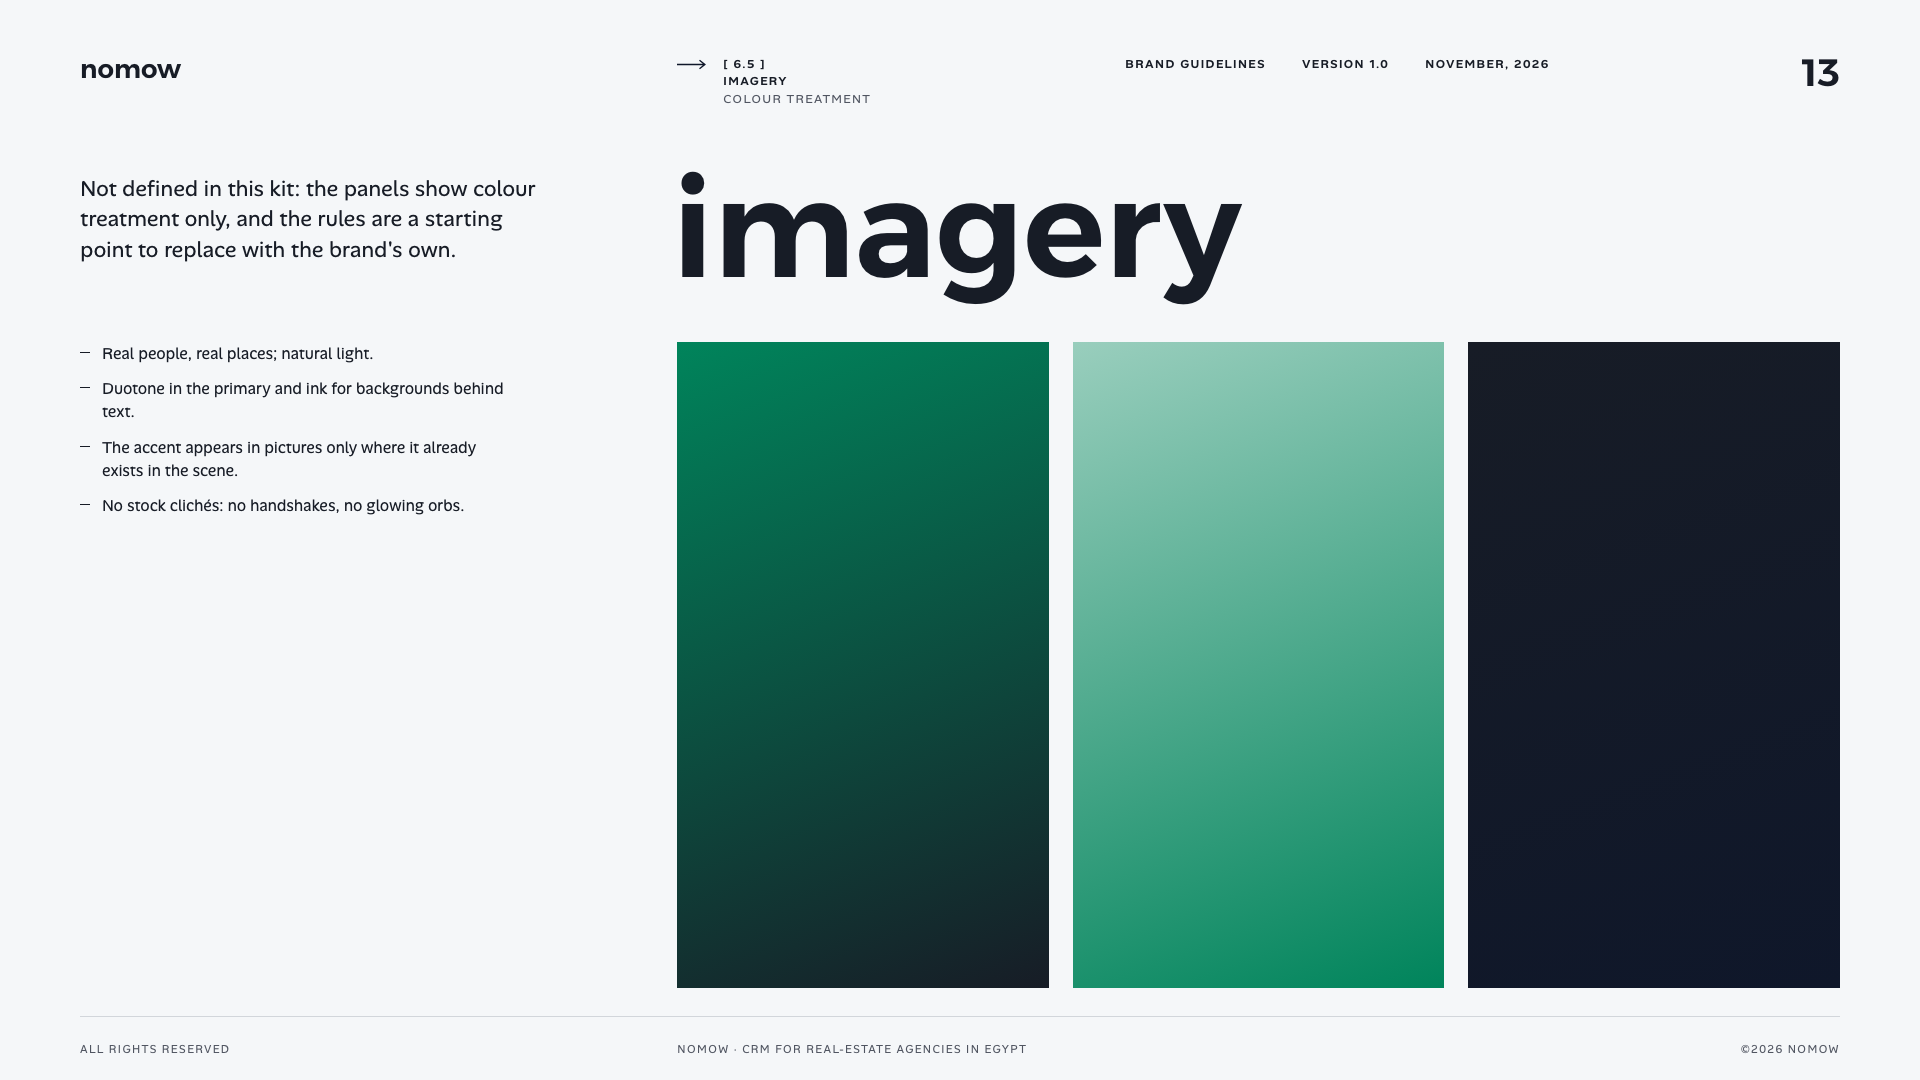 nomow
[ 6.5 ]
IMAGERY
COLOUR TREATMENT
BRAND GUIDELINES
VERSION 1.0
NOVEMBER, 2026
13
Not defined in this kit: the panels show colour
treatment only, and the rules are a starting
point to replace with the brand's own.
imagery
— Real people, real places; natural light.
— Duotone in the primary and ink for backgrounds behind
text.
— The accent appears in pictures only where it already
exists in the scene.
— No stock clichés: no handshakes, no glowing orbs.
ALL RIGHTS RESERVED
NOMOW · CRM FOR REAL-ESTATE AGENCIES IN EGYPT
©2026 NOMOW